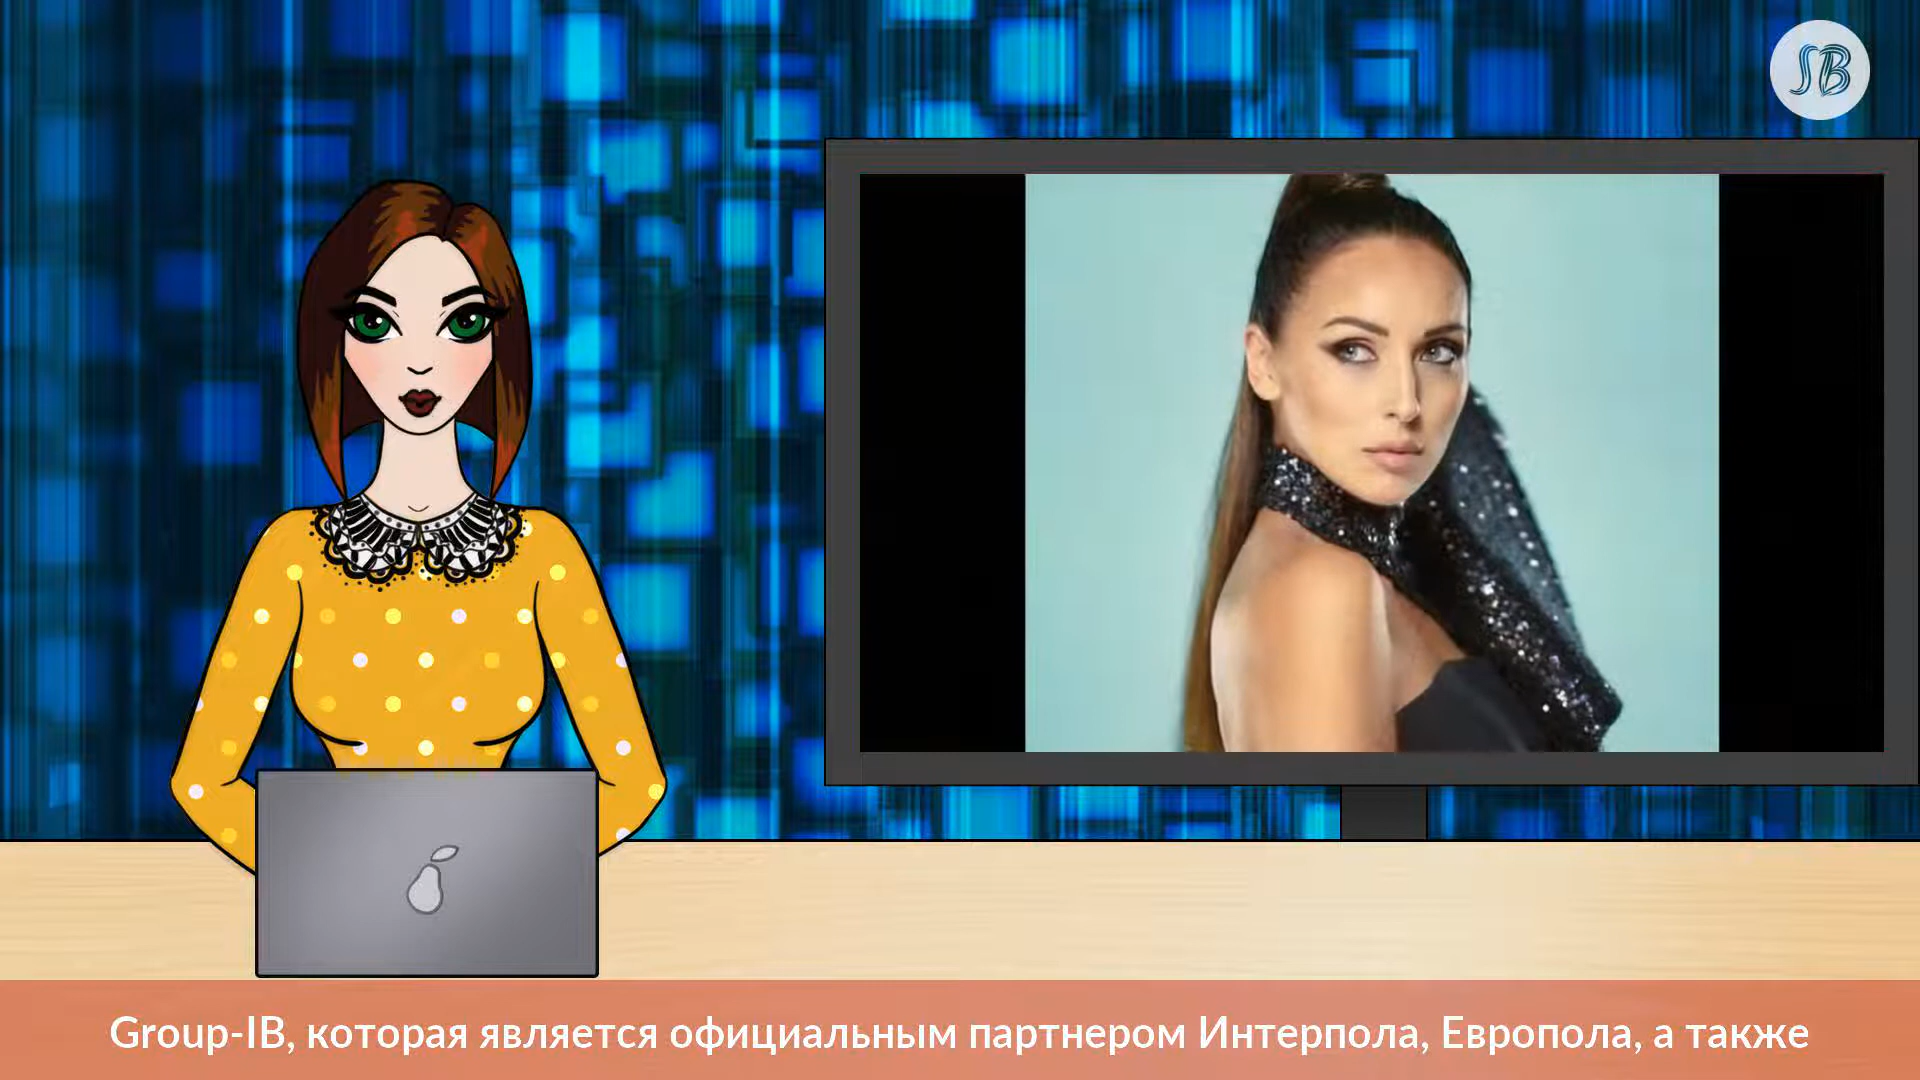 SB
Group-IB, которая является официальным партнером Интерпола, Европола, а также